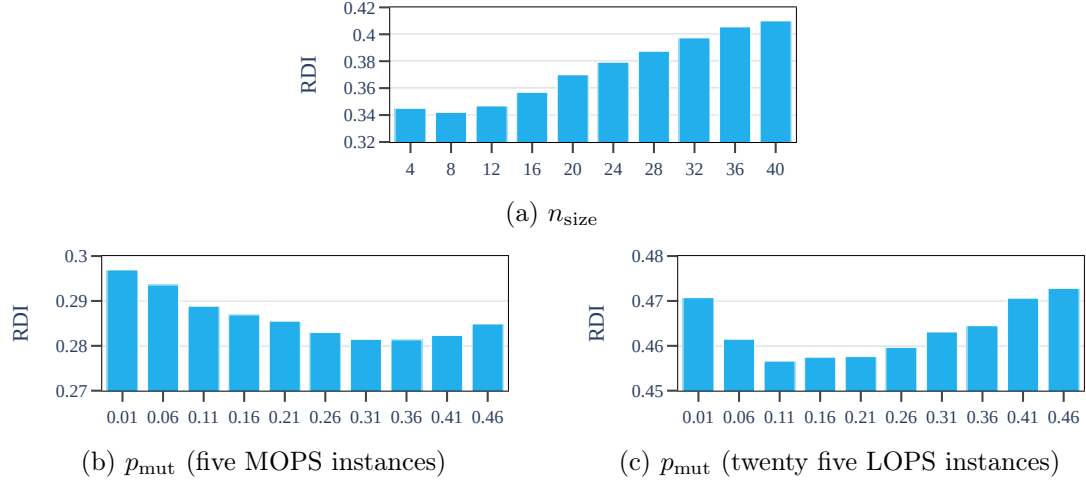 0.42
0.4
0.38
0.36
0.34
0.32
RDI
4 8 12 16 20 24 28 32 36 40
(a) n_size
0.3
0.29
0.28
0.27
RDI
0.01 0.06 0.11 0.16 0.21 0.26 0.31 0.36 0.41 0.46
(b) p_mut (five MOPS instances)
0.48
0.47
0.46
0.45
RDI
0.01 0.06 0.11 0.16 0.21 0.26 0.31 0.36 0.41 0.46
(c) p_mut (twenty five LOPS instances)